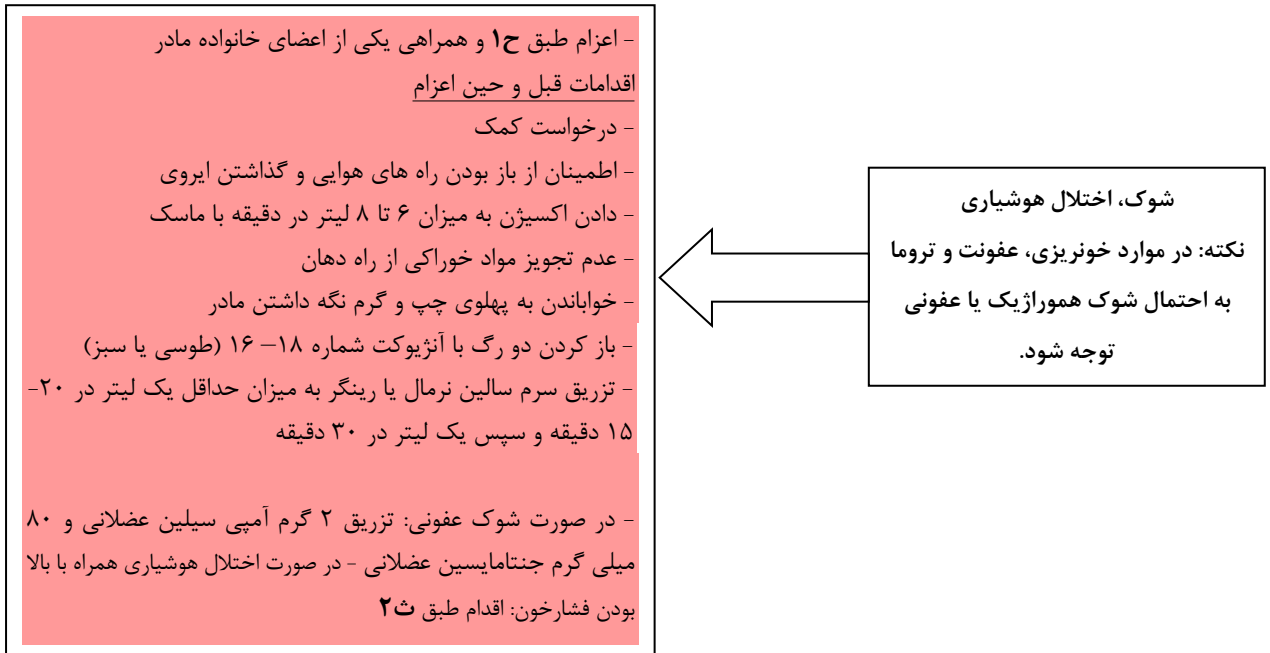 شوک، اختلال هوشیاری
نکته: در موارد خونریزی، عفونت و تروما
به احتمال شوک هموراژیک یا عفونی
توجه شود.
- اعزام طبق ح۱ و همراهی یکی از اعضای خانواده مادر
اقدامات قبل و حین اعزام
- درخواست کمک
- اطمینان از باز بودن راه های هوایی و گذاشتن ایروی
- دادن اکسیژن به میزان ۶ تا ۸ لیتر در دقیقه با ماسک
- عدم تجویز مواد خوراکی از راه دهان
- خواباندن به پهلوی چپ و گرم نگه داشتن مادر
- باز کردن دو رگ با آنژیوکت شماره ۱۸– ۱۶ (طوسی یا سبز)
- تزریق سرم سالین نرمال یا رینگر به میزان حداقل یک لیتر در ۲۰-
۱۵ دقیقه و سپس یک لیتر در ۳۰ دقیقه
- در صورت شوک عفونی: تزریق ۲ گرم آمپی سیلین عضلانی و ۸۰
میلی گرم جنتامایسین عضلانی - در صورت اختلال هوشیاری همراه با بالا
بودن فشارخون: اقدام طبق ث۲